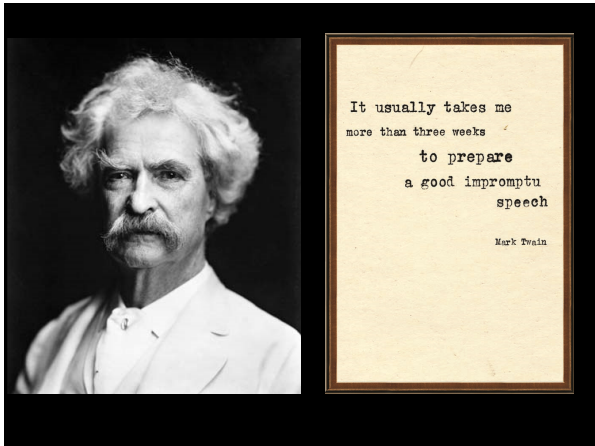 It usually takes me
more than three weeks
to prepare
a good impromptu
speech
Mark Twain